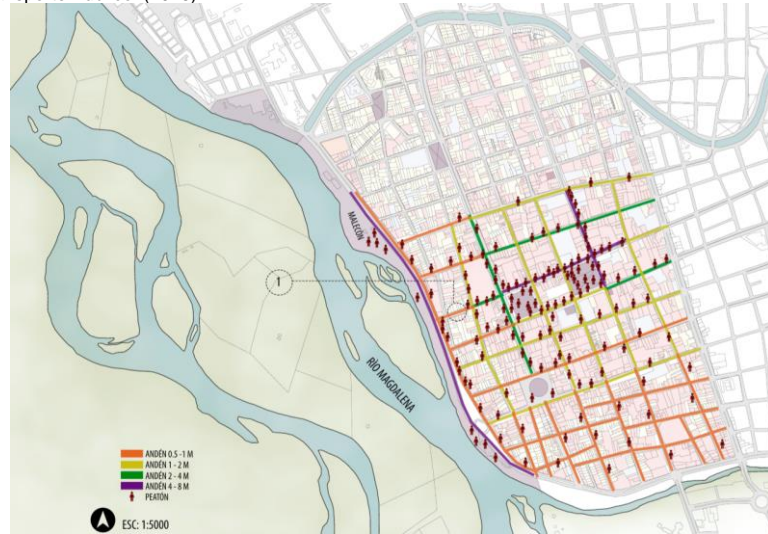 MALECÓN
1
RÍO MAGDALENA
ANDÉN 0.5 -1 M
ANDÉN 1 - 2 M
ANDÉN 2 - 4 M
ANDÉN 4 - 8 M
PEATÓN
ESC: 1:5000